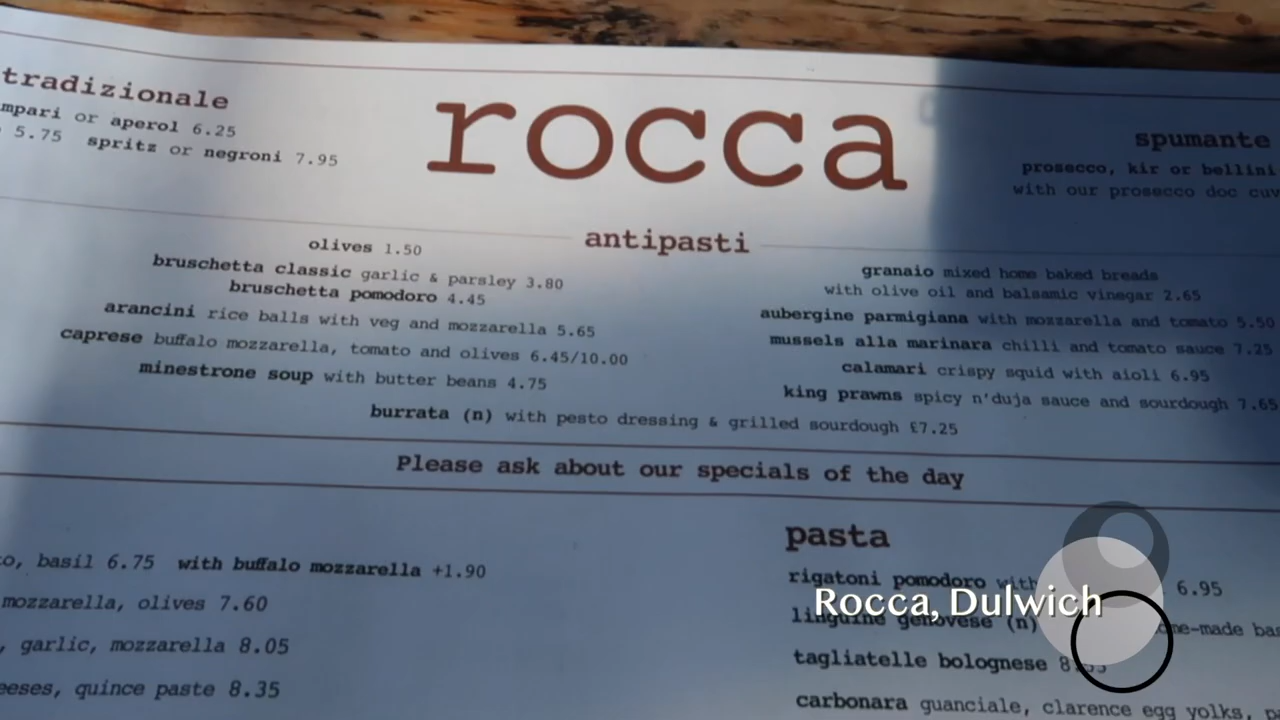 tradizionale
mpari or aperol 6.25
5.75 spritz or negroni 7.95
rocca
spumante
prosecco, kir or bellini
with our prosecco doc cuv
antipasti
olives 1.50
bruschetta classic garlic & parsley 3.80
bruschetta pomodoro 4.45
arancini rice balls with veg and mozzarella 5.65
caprese buffalo mozzarella, tomato and olives 6.45/10.00
minestrone soup with butter beans 4.75
granaio mixed home baked breads
with olive oil and balsamic vinegar 2.65
aubergine parmigiana with mozzarella and tomato 5.50
mussels alla marinara chilli and tomato sauce 7.25
calamari crispy squid with aioli 6.95
king prawns spicy n'duja sauce and sourdough 7.65
burrata (n) with pesto dressing & grilled sourdough £7.25
Please ask about our specials of the day
o, basil 6.75 with buffalo mozzarella +1.90
mozzarella, olives 7.60
, garlic, mozzarella 8.05
eeses, quince paste 8.35
pasta
rigatoni pomodoro with 6.95
linguine genovese (n) me-made bas
tagliatelle bolognese
carbonara guanciale, clarence egg yolks,
Rocca, Dulwich